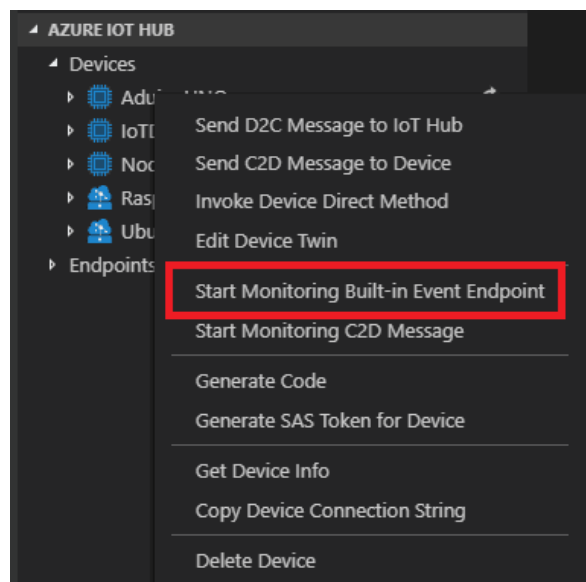 AZURE IOT HUB
Devices
Send D2C Message to IoT Hub
Send C2D Message to Device
Invoke Device Direct Method
Edit Device Twin
Endpoints
Start Monitoring Built-in Event Endpoint
Start Monitoring C2D Message
Generate Code
Generate SAS Token for Device
Get Device Info
Copy Device Connection String
Delete Device